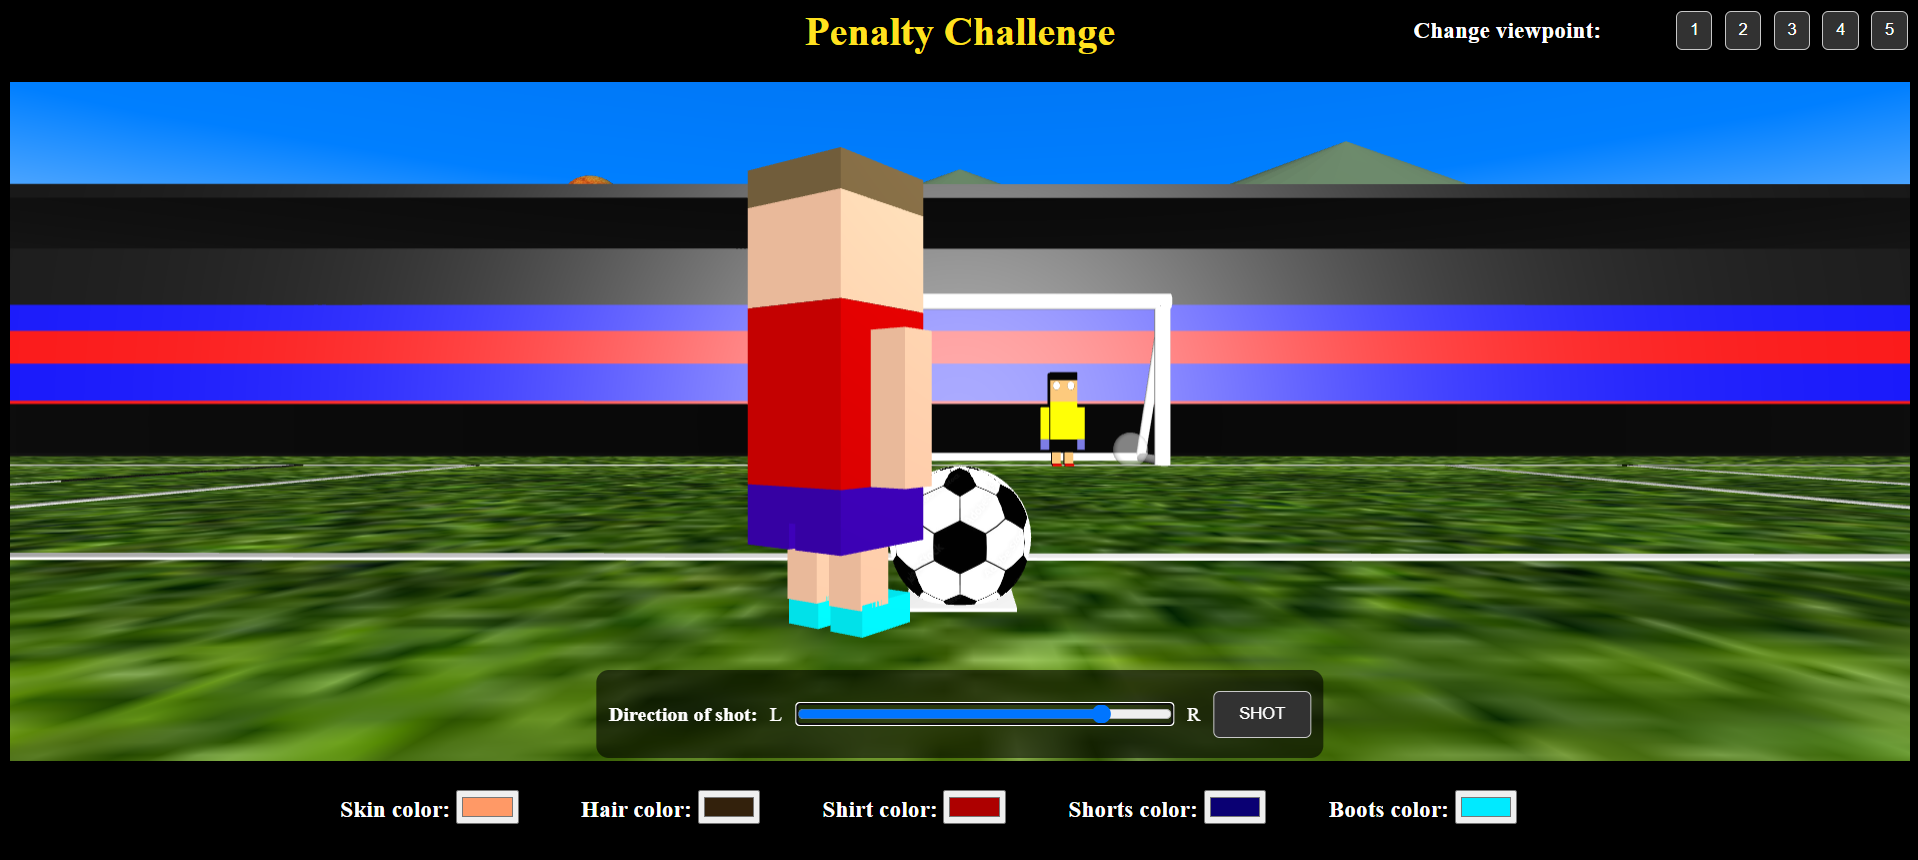 Penalty Challenge
Change viewpoint: 1 2 3 4 5
Direction of shot: L R SHOT
Skin color: Hair color: Shirt color: Shorts color: Boots color: